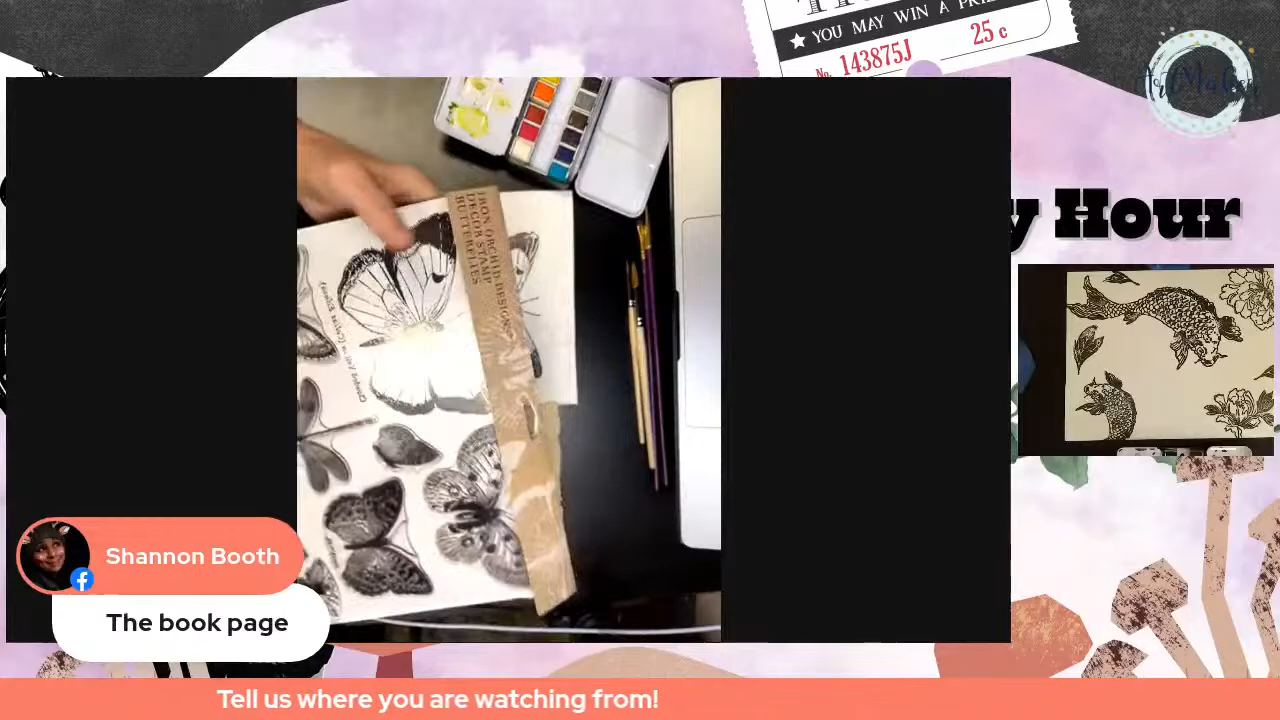 YOU MAY WIN A
No. 143875J
25 c
y Hour
IRON ORCHID DESIGNS
DECOR STAMP
BUTTERFLIES
Shannon Booth
The book page
Tell us where you are watching from!